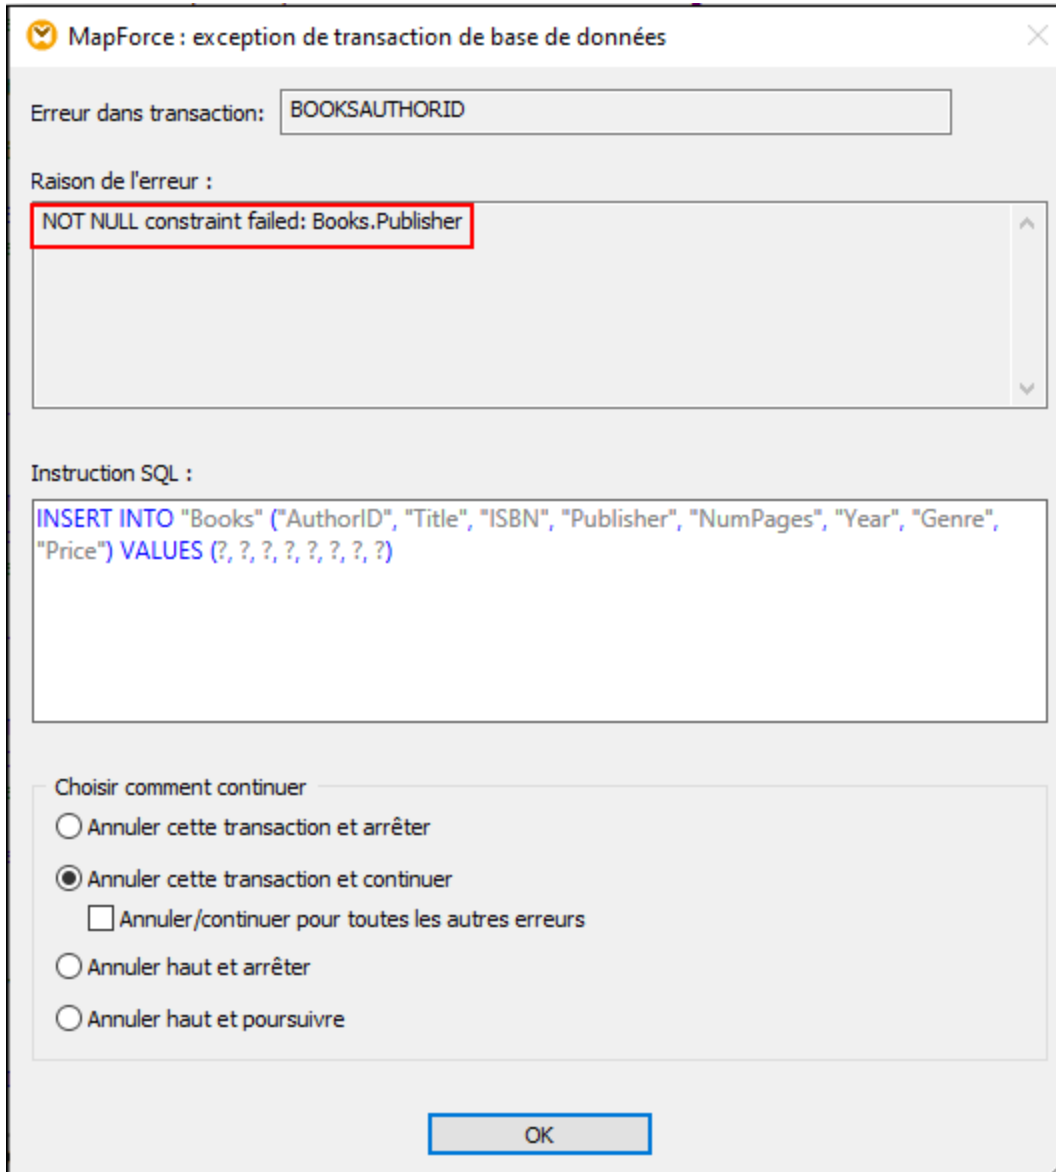 MapForce : exception de transaction de base de données
Erreur dans transaction: BOOKSAUTHORID
Raison de l'erreur :
NOT NULL constraint failed: Books.Publisher
Instruction SQL :
INSERT INTO "Books" ("AuthorID", "Title", "ISBN", "Publisher", "NumPages", "Year", "Genre",
"Price") VALUES (?, ?, ?, ?, ?, ?, ?, ?)
Choisir comment continuer
Annuler cette transaction et arrêter
Annuler cette transaction et continuer
Annuler/continuer pour toutes les autres erreurs
Annuler haut et arrêter
Annuler haut et poursuivre
OK